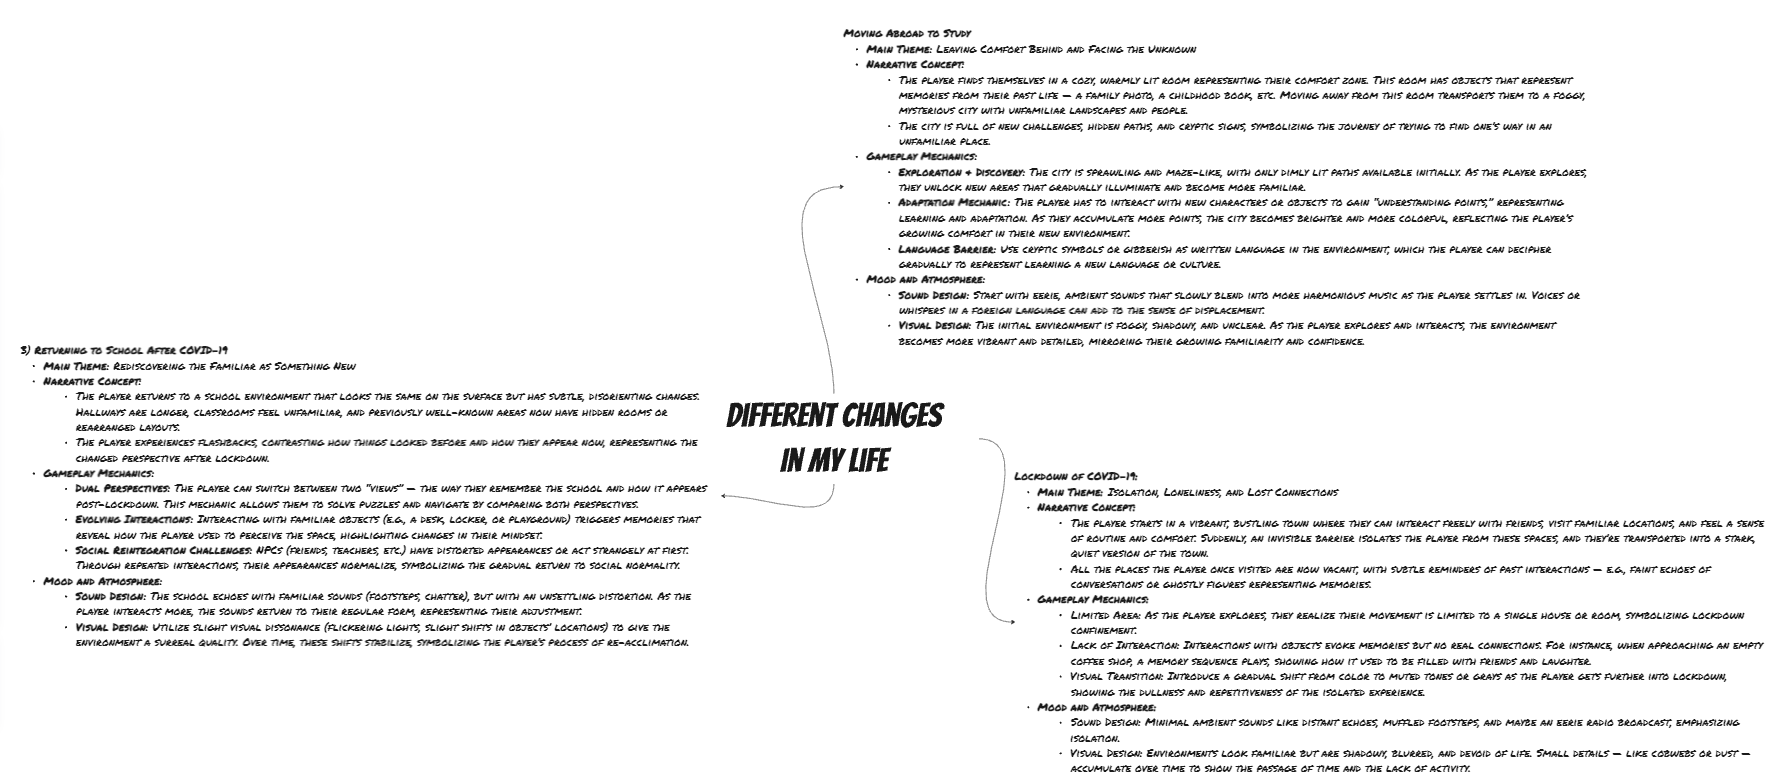 Moving Abroad to Study
• Main Theme: Leaving Comfort Behind and Facing the Unknown
• Narrative Concept:
• The player finds themselves in a cozy, warmly lit room representing their comfort zone. This room has objects that represent
memories from their past life — a family photo, a childhood book, etc. Moving away from this room transports them to a foggy,
mysterious city with unfamiliar landscapes and people.
• The city is full of new challenges, hidden paths, and cryptic signs, symbolizing the journey of trying to find one's way in an
unfamiliar place.
• Gameplay Mechanics:
• Exploration & Discovery: The city is sprawling and maze-like, with only dimly lit paths available initially. As the player explores,
they unlock new areas that gradually illuminate and become more familiar.
• Adaptation Mechanic: The player has to interact with new characters or objects to gain "understanding points," representing
learning and adaptation. As they accumulate more points, the city becomes brighter and more colorful, reflecting the player's
growing comfort in their new environment.
• Language Barrier: Use cryptic symbols or gibberish as written language in the environment, which the player can decipher
gradually to represent learning a new language or culture.
• Mood and Atmosphere:
• Sound Design: Start with eerie, ambient sounds that slowly blend into more harmonious music as the player settles in. Voices or
whispers in a foreign language can add to the sense of displacement.
• Visual Design: The initial environment is foggy, shadowy, and unclear. As the player explores and interacts, the environment
becomes more vibrant and detailed, mirroring their growing familiarity and confidence.
3) Returning to School After COVID-19
• Main Theme: Rediscovering the Familiar as Something New
• Narrative Concept:
• The player returns to a school environment that looks the same on the surface but has subtle, disorienting changes.
Hallways are longer, classrooms feel unfamiliar, and previously well-known areas now have hidden rooms or
rearranged layouts.
• The player experiences flashbacks, contrasting how things looked before and how they appear now, representing the
changed perspective after lockdown.
• Gameplay Mechanics:
• Dual Perspectives: The player can switch between two "views" — the way they remember the school and how it appears
post-lockdown. This mechanic allows them to solve puzzles and navigate by comparing both perspectives.
• Evolving Interactions: Interacting with familiar objects (e.g., a desk, locker, or playground) triggers memories that
reveal how the player used to perceive the space, highlighting changes in their mindset.
• Social Reintegration Challenges: NPCs (friends, teachers, etc.) have distorted appearances or act strangely at first.
Through repeated interactions, their appearances normalize, symbolizing the gradual return to social normality.
• Mood and Atmosphere:
• Sound Design: The school echoes with familiar sounds (footsteps, chatter), but with an unsettling distortion. As the
player interacts more, the sounds return to their regular form, representing their adjustment.
• Visual Design: Utilize slight visual dissonance (flickering lights, slight shifts in objects' locations) to give the
environment a surreal quality. Over time, these shifts stabilize, symbolizing the player's process of re-acclimation.
DIFFERENT CHANGES
IN MY LIFE
Lockdown of COVID-19:
• Main Theme: Isolation, Loneliness, and Lost Connections
• Narrative Concept:
• The player starts in a vibrant, bustling town where they can interact freely with friends, visit familiar locations, and feel a sense
of routine and comfort. Suddenly, an invisible barrier isolates the player from these spaces, and they're transported into a stark,
quiet version of the town.
• All the places the player once visited are now vacant, with subtle reminders of past interactions — e.g., faint echoes of
conversations or ghostly figures representing memories.
• Gameplay Mechanics:
• Limited Area: As the player explores, they realize their movement is limited to a single house or room, symbolizing lockdown
confinement.
• Lack of Interaction: Interactions with objects evoke memories but no real connections. For instance, when approaching an empty
coffee shop, a memory sequence plays, showing how it used to be filled with friends and laughter.
• Visual Transition: Introduce a gradual shift from color to muted tones or grays as the player gets further into lockdown,
showing the dullness and repetitiveness of the isolated experience.
• Mood and Atmosphere:
• Sound Design: Minimal ambient sounds like distant echoes, muffled footsteps, and maybe an eerie radio broadcast, emphasizing
isolation.
• Visual Design: Environments look familiar but are shadowy, blurred, and devoid of life. Small details — like cobwebs or dust —
accumulate over time to show the passage of time and the lack of activity.